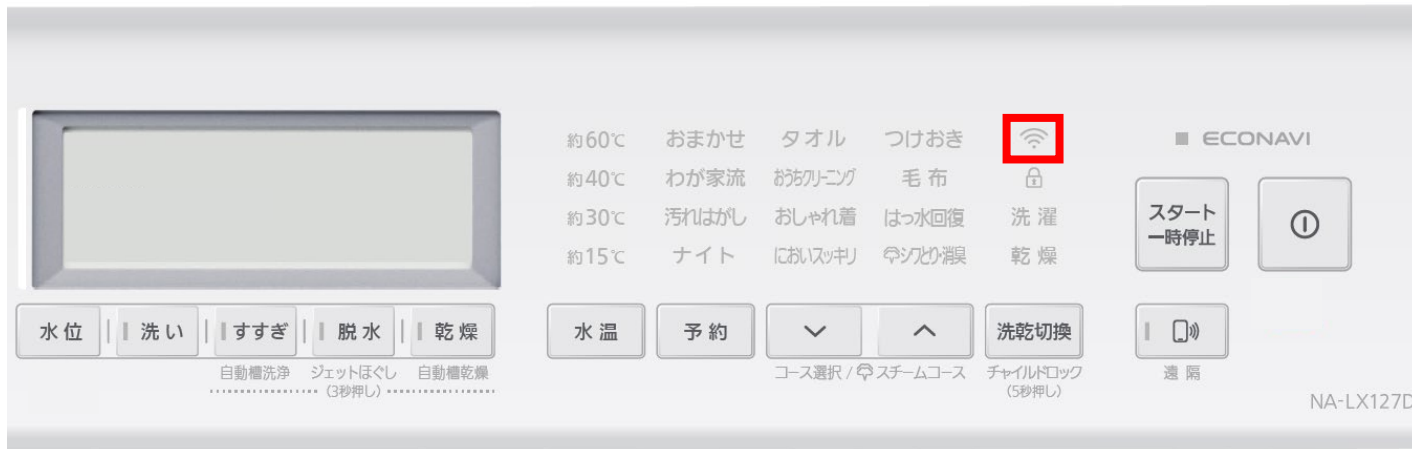 約60℃ おまかせ タオル つけおき
ECONAVI
約40℃ わが家流 おうちクリーニング 毛布
約30℃ 汚れはがし おしゃれ着 はっ水回復 洗濯
約15℃ ナイト においスッキリ シワとり・消臭 乾燥
スタート
一時停止
水位 洗い すすぎ 脱水 乾燥 水温 予約 洗乾切換
自動槽洗浄 ジェットほぐし 自動槽乾燥 コース選択 / スチームコース チャイルドロック 遠隔
(3秒押し) (5秒押し)
NA-LX127D